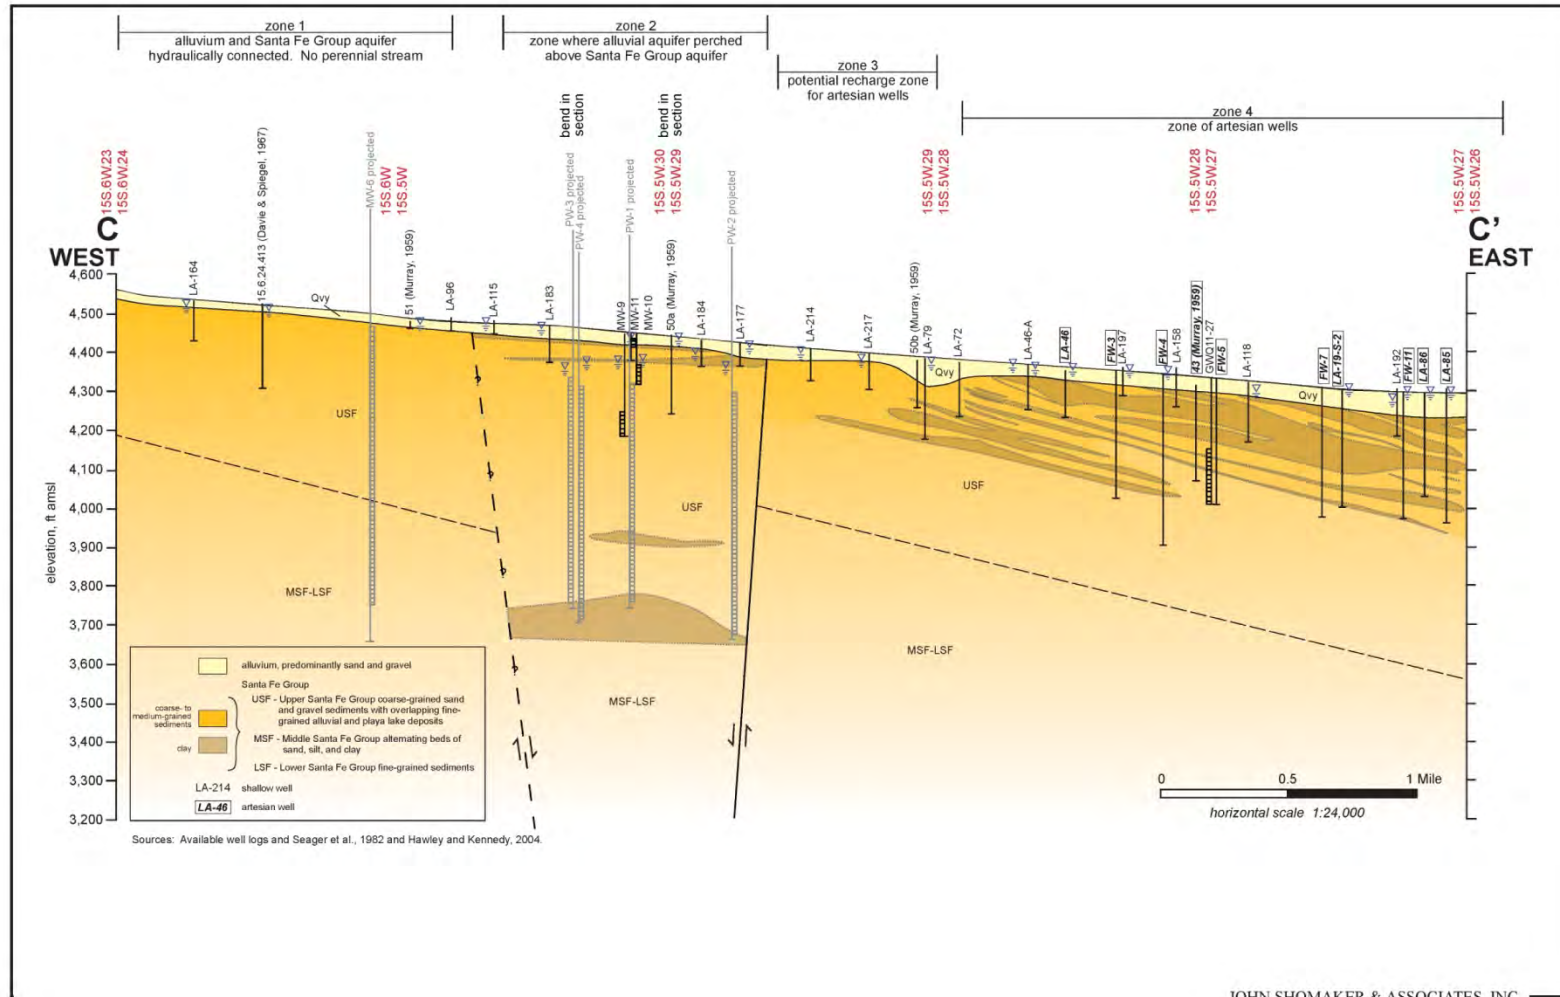 zone 1
alluvium and Santa Fe Group aquifer
hydraulically connected. No perennial stream
zone 2
zone where alluvial aquifer perched
above Santa Fe Group aquifer
zone 3
potential recharge zone
for artesian wells
zone 4
zone of artesian wells
15S.6W.23
15S.6W.24
MW-6 projected
15S.6W
15S.5W
bend in
section
bend in
section
15S.5W.30
15S.5W.29
15S.5W.29
15S.5W.28
15S.5W.28
15S.5W.27
15S.5W.27
15S.5W.26
C
WEST
C'
EAST
LA-164
15.6.24.413 (Davie & Spiegel, 1967)
51 (Murray, 1959)
LA-96
LA-115
LA-183
PW-3 projected
PW-4 projected
MW-9
PW-1 projected
MW-11
MW-10
50a (Murray, 1959)
LA-184
PW-2 projected
LA-177
LA-214
LA-217
50b (Murray, 1959)
LA-79
LA-72
LA-46-A
LA-46
FW-3
LA-197
FW-4
LA-158
43 (Murray, 1959)
GWQ11-27
FW-5
LA-118
FW-7
LA-19-S-2
LA-192
FW-11
LA-86
LA-85
elevation, ft amsl
4,600
4,500
4,400
4,300
4,200
4,100
4,000
3,900
3,800
3,700
3,600
3,500
3,400
3,300
3,200
Qvy
Qvy
Qvy
USF
USF
USF
MSF-LSF
MSF-LSF
MSF-LSF
alluvium, predominantly sand and gravel
Santa Fe Group
coarse- to
medium-grained
sediments
USF - Upper Santa Fe Group coarse-grained sand
and gravel sediments with overlapping fine-
grained alluvial and playa lake deposits
clay
MSF - Middle Santa Fe Group alternating beds of
sand, silt, and clay
LSF - Lower Santa Fe Group fine-grained sediments
LA-214 shallow well
LA-46 artesian well
Sources: Available well logs and Seager et al., 1982 and Hawley and Kennedy, 2004.
0 0.5 1 Mile
horizontal scale 1:24,000
JOHN SHOMAKER & ASSOCIATES, INC.